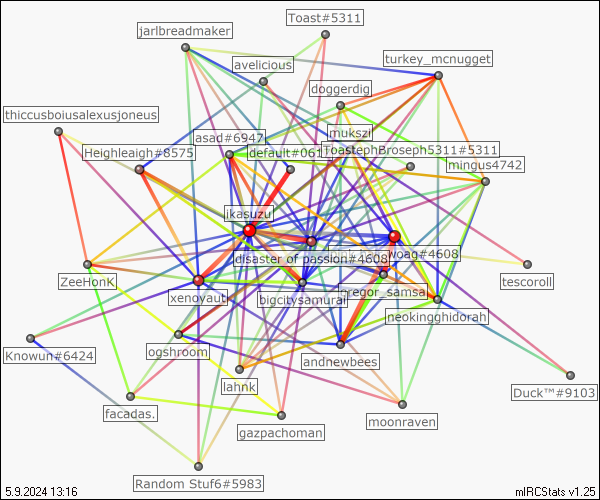 Toast#5311
jarlbreadmaker
turkey_mcnugget
avelicious
doggerdig
thiccusboiusalexusjoneus
mukszi
asad#6947
default#061
ToastephBroseph5311#5311
Heighleaigh#8575
mingus4742
jkasuzu
disaster of passion#4608
woag#4608
tescoroll
ZeeHonK
gregor_samsa
xenoyaut
bigcitysamurai
neokingghidorah
Knowun#6424
ogshroom
andnewbees
lahnk
Duck™#9103
facadas.
gazpachoman
moonraven
Random Stuf6#5983
5.9.2024 13:16
mIRCStats v1.25